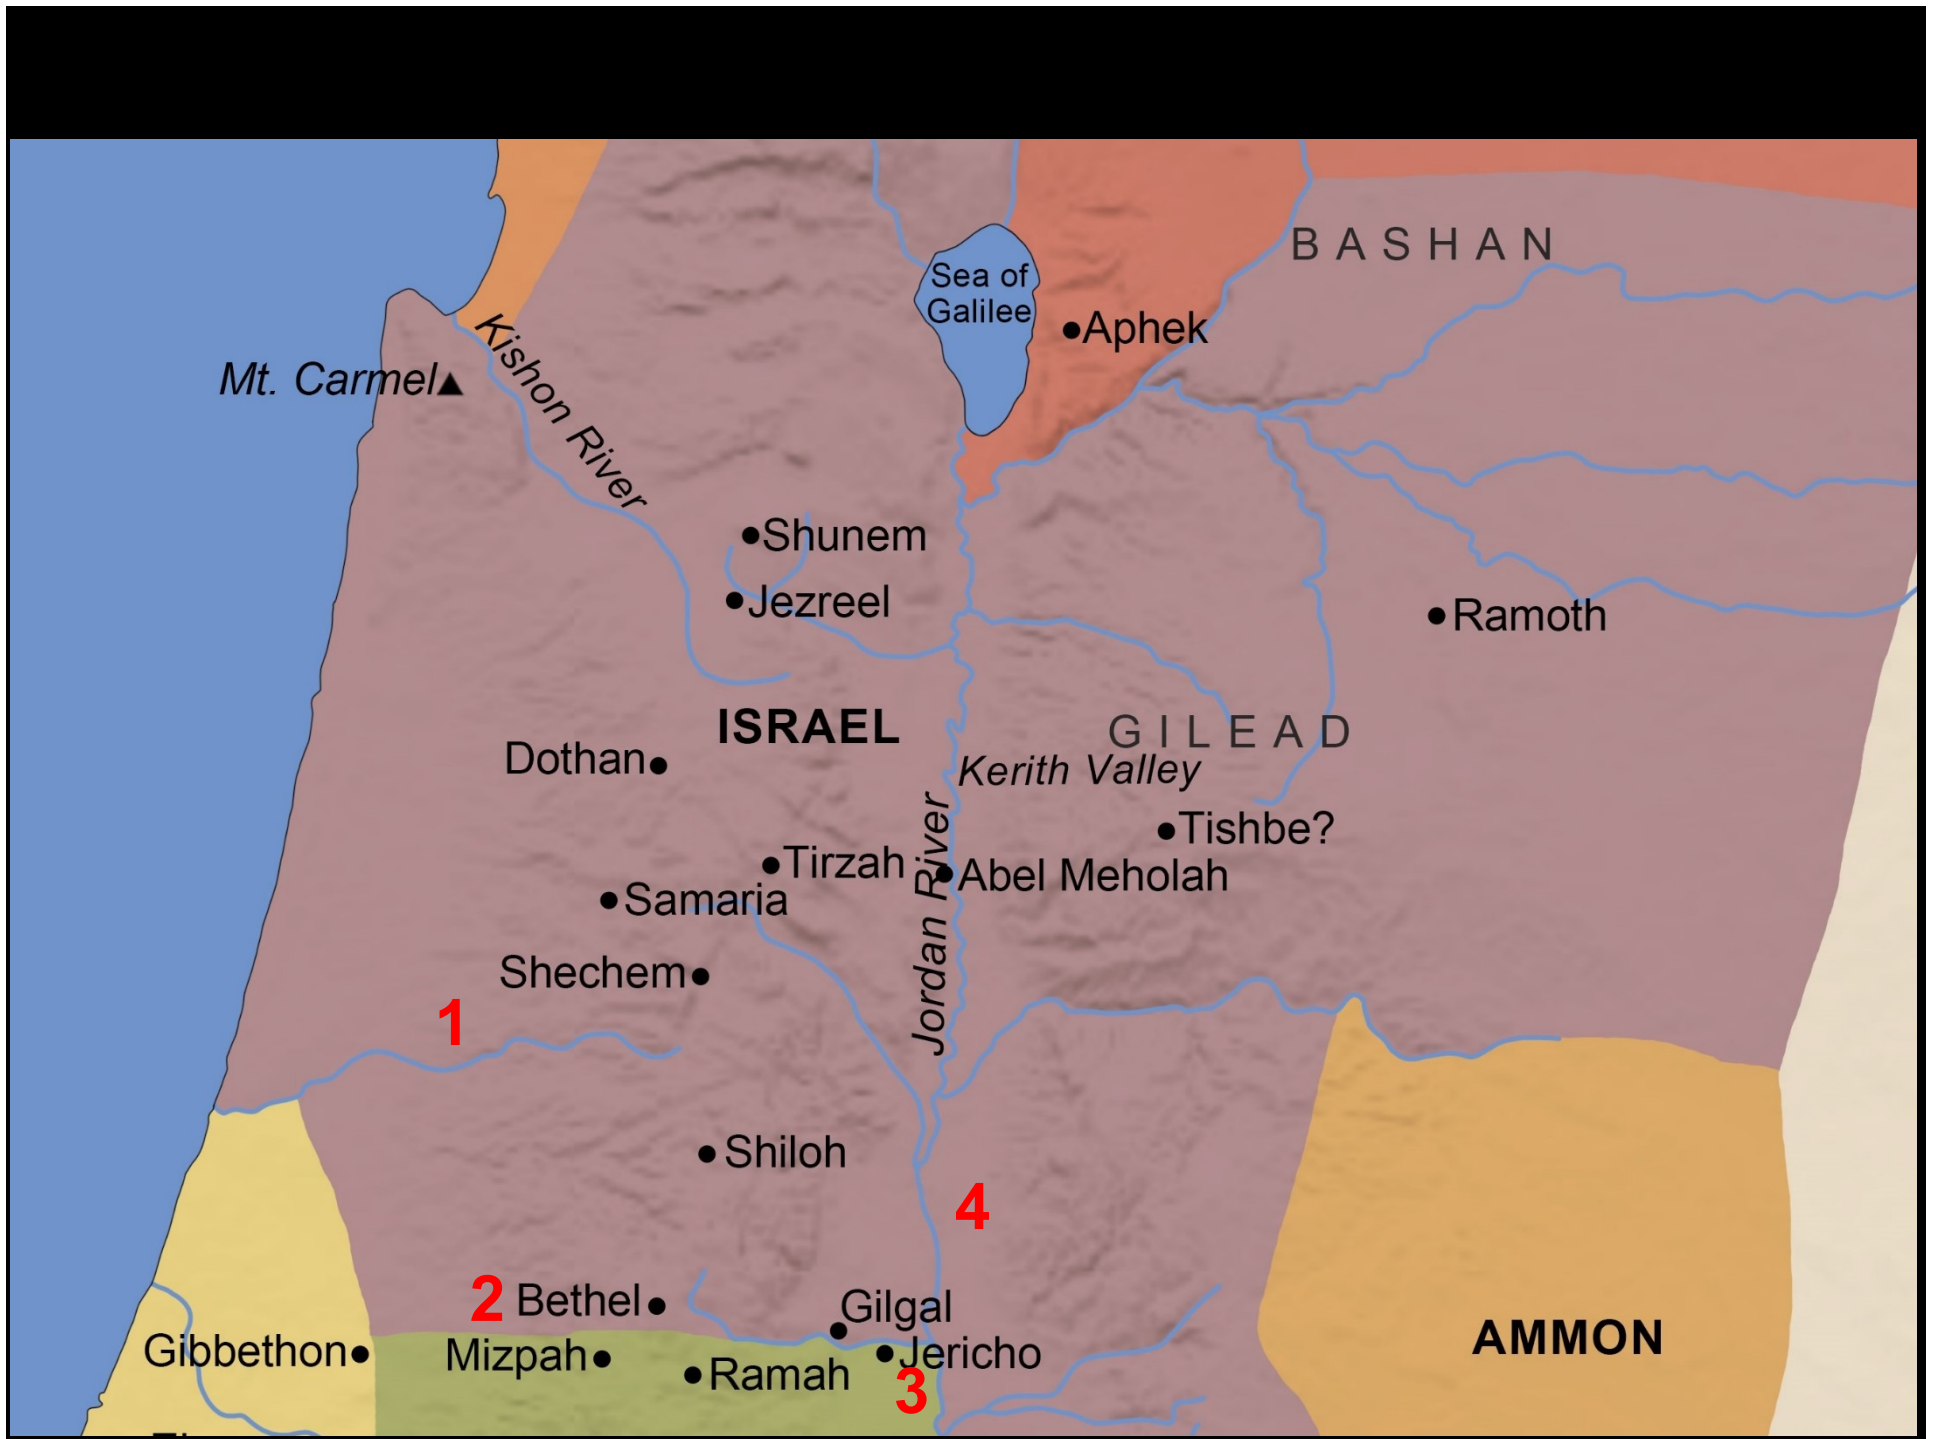 BASHAN
Sea of
Galilee
Aphek
Kishon River
Mt. Carmel
Shunem
Jezreel
Ramoth
ISRAEL
GILEAD
Dothan
Kerith Valley
Tishbe?
Tirzah
Abel Meholah
Samaria
Jordan River
Shechem
1
Shiloh
4
2
Bethel
Gilgal
AMMON
Gibbethon
Mizpah
Jericho
Ramah
3